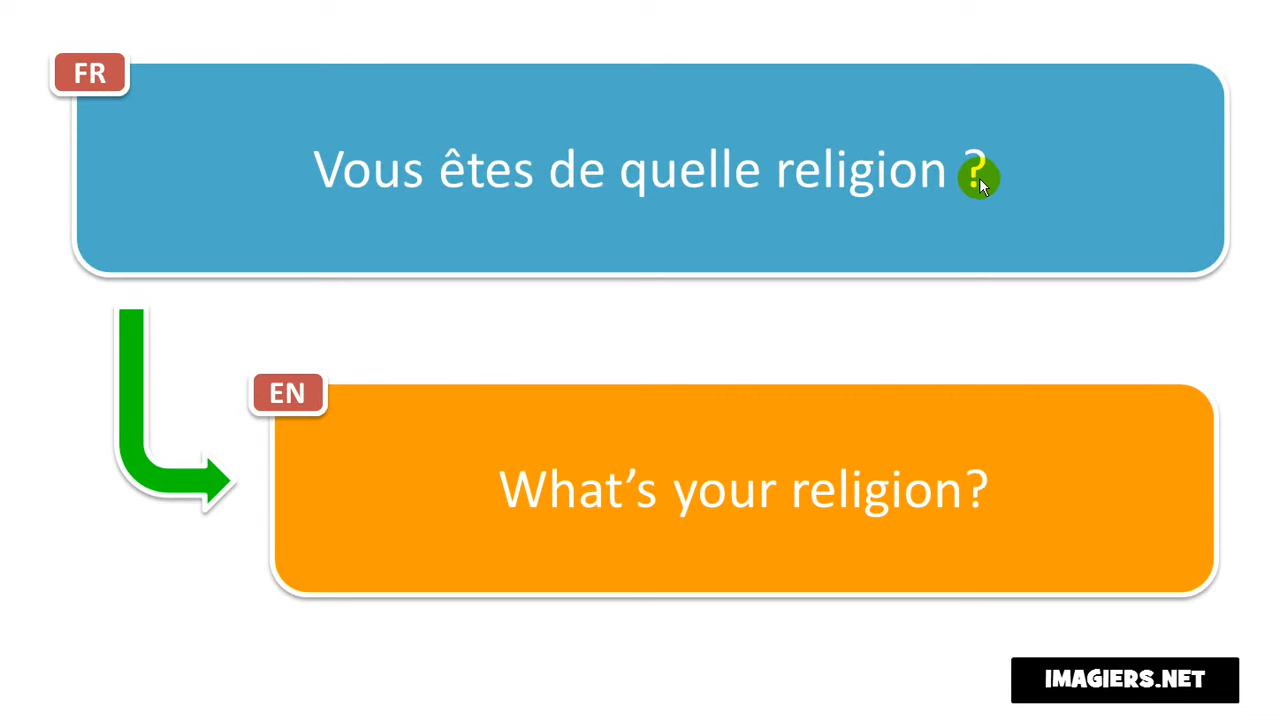 FR
Vous êtes de quelle religion ?
EN
What’s your religion?
IMAGIERS.NET